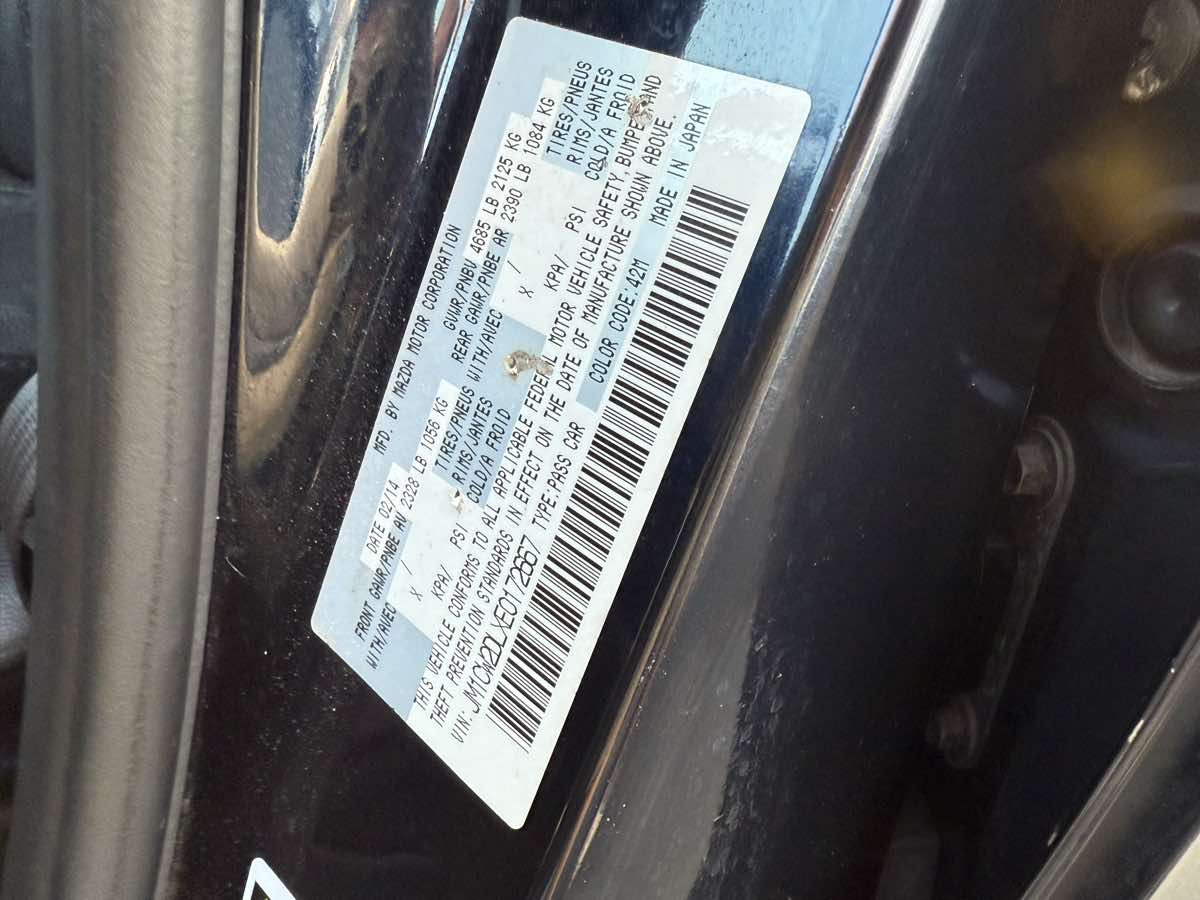 MFD. BY MAZDA MOTOR CORPORATION
DATE 02/14 GVWR/PNBV 4685 LB 2125 KG
FRONT GAWR/PNBE AV 2328 LB 1056 KG REAR GAWR/PNBE AR 2390 LB 1084 KG
WITH/AVEC / TIRES/PNEUS WITH/AVEC / TIRES/PNEUS
X RIMS/JANTES X RIMS/JANTES
KPA/ PSI COLD/A FROID KPA/ PSI COLD/A FROID
THIS VEHICLE CONFORMS TO ALL APPLICABLE FEDERAL MOTOR VEHICLE SAFETY, BUMPER, AND
THEFT PREVENTION STANDARDS IN EFFECT ON THE DATE OF MANUFACTURE SHOWN ABOVE.
VIN: JM1CW2DLXE0172667 TYPE:PASS CAR COLOR CODE:42M MADE IN JAPAN